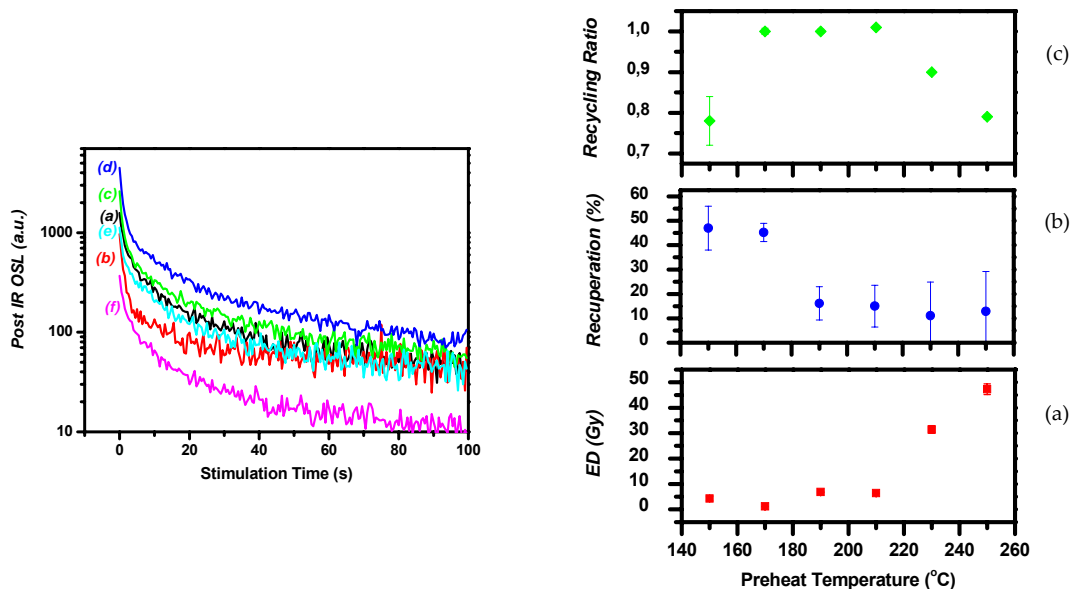 Post IR OSL (a.u.)
1000
100
10
(d)
(c)
(a)
(e)
(b)
(f)
0 20 40 60 80 100
Stimulation Time (s)
Recycling Ratio
1,0
0,9
0,8
0,7
(c)
Recuperation (%)
60
50
40
30
20
10
0
(b)
ED (Gy)
50
40
30
20
10
0
(a)
140 160 180 200 220 240 260
Preheat Temperature (°C)